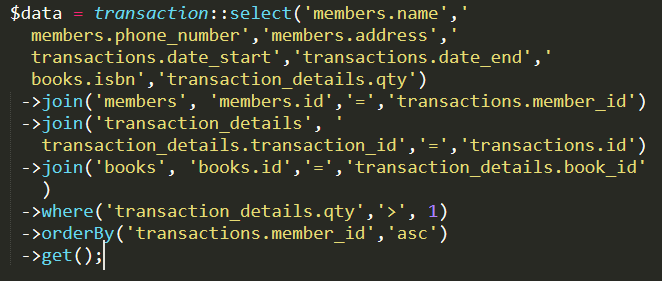 $data = transaction::select('members.name','
members.phone_number','members.address','
transactions.date_start','transactions.date_end','
books.isbn','transaction_details.qty')
->join('members', 'members.id','=','transactions.member_id')
->join('transaction_details', '
transaction_details.transaction_id','=','transactions.id')
->join('books', 'books.id','=','transaction_details.book_id'
)
->where('transaction_details.qty','>', 1)
->orderBy('transactions.member_id','asc')
->get();